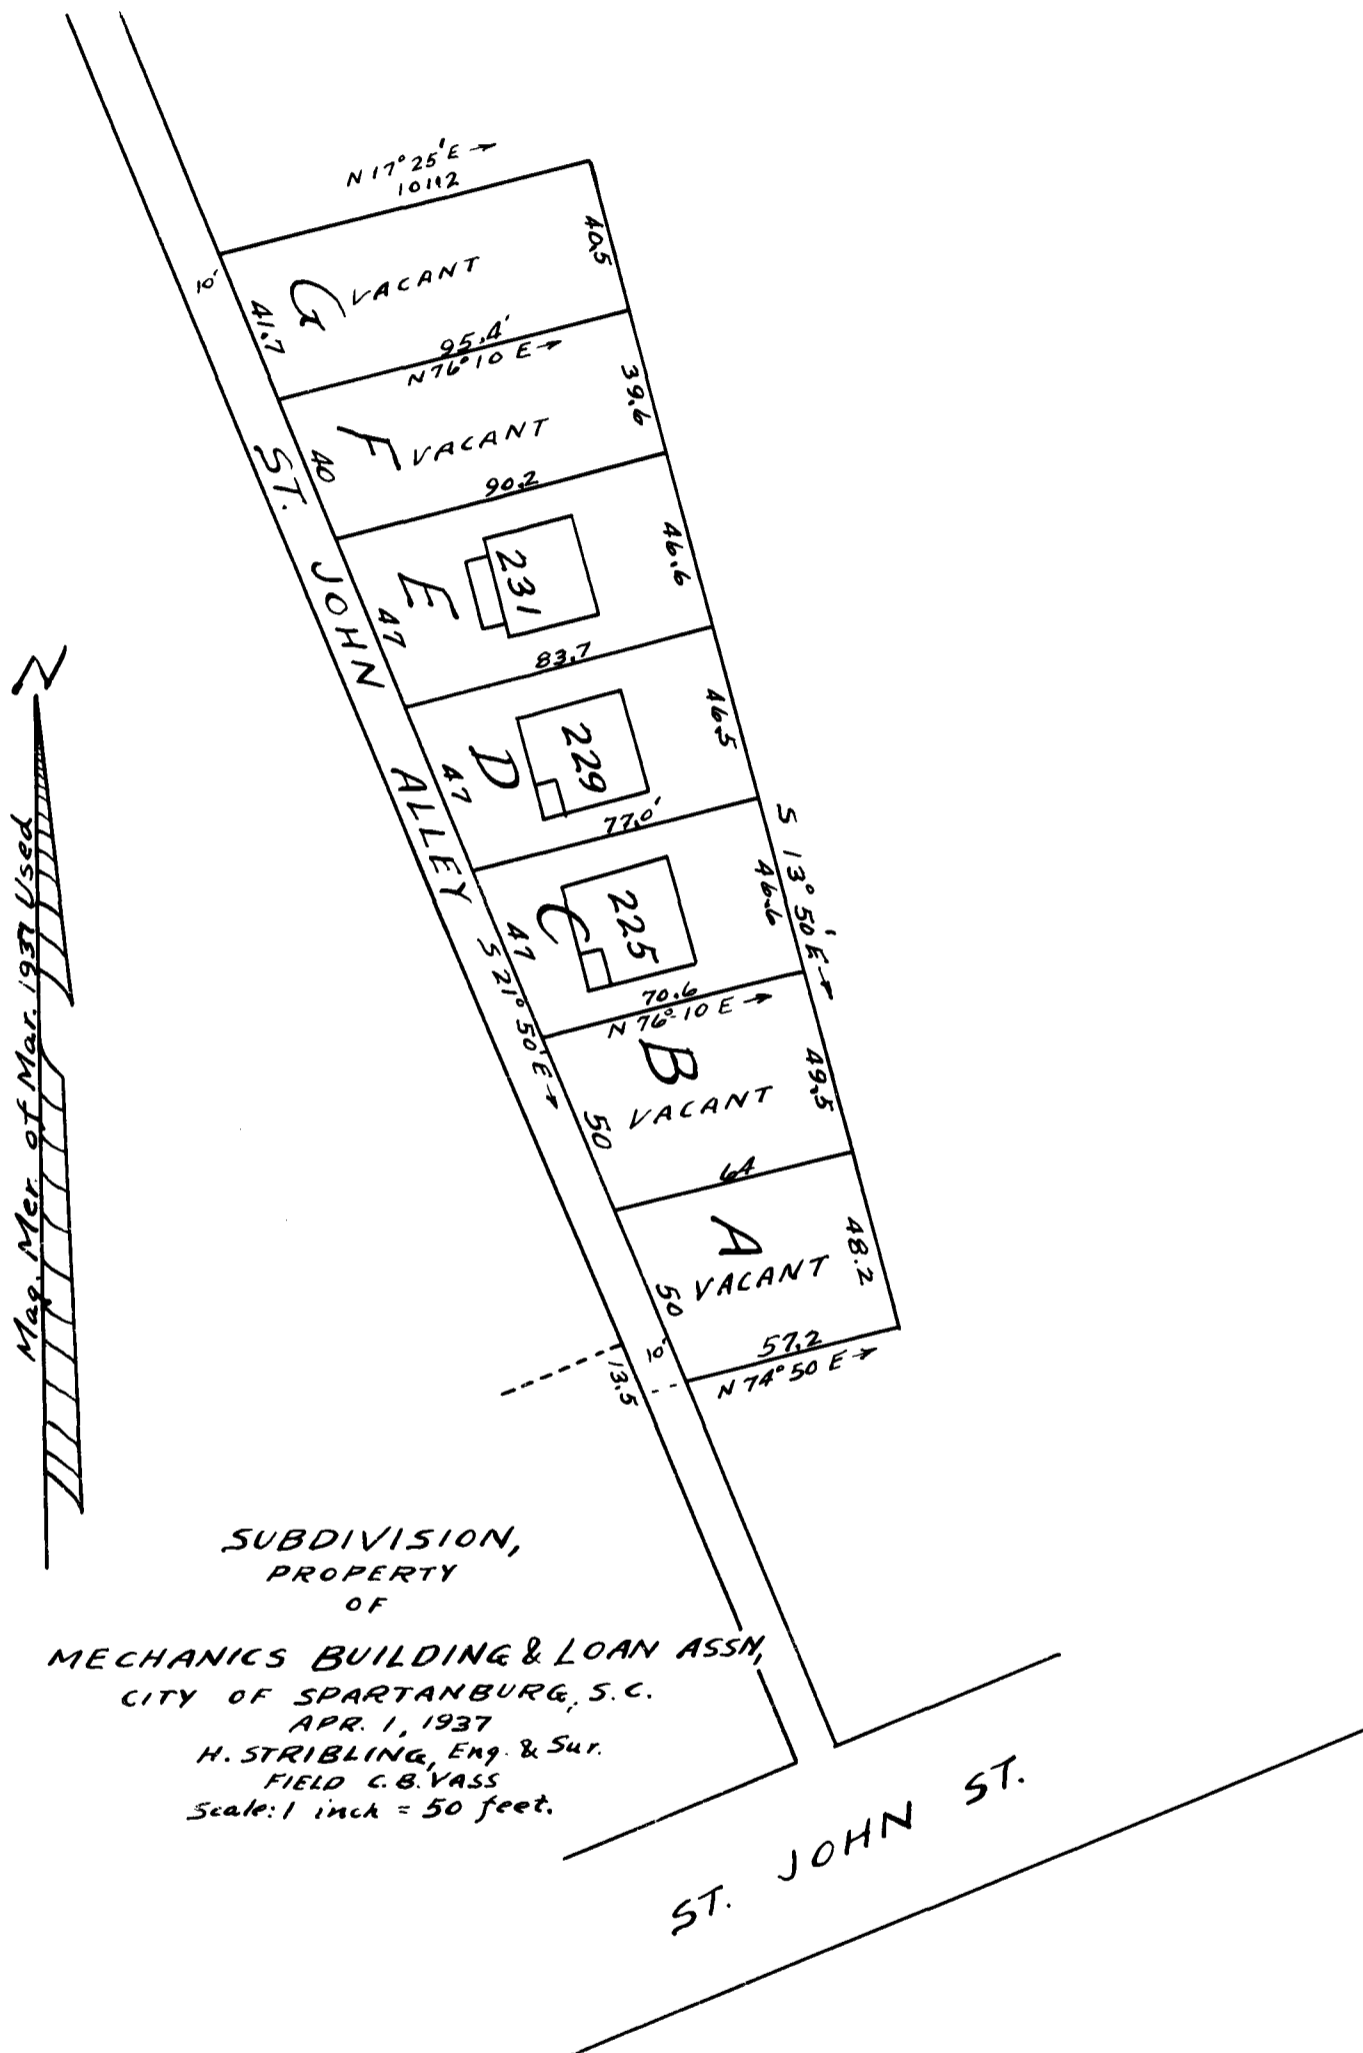 N 17° 25' E →
101.2
40.5
10'
41.7
G VACANT
95.4'
N 76° 10 E →
39.6
40
F VACANT
90.2
46.6
231
E
47
83.7
46.5
229
D
47
77.0'
S 13° 50' E →
46.6
225
C
47
70.6
N 76°-10 E →
ST. JOHN ALLEY S 21° 50' E →
B
VACANT
49.5
50
64
A
VACANT
48.2
50
10'
57.2
N 74° 50 E →
13.5
N
Mag. Mer. of Mar. 1937 Used
SUBDIVISION,
PROPERTY
OF
MECHANICS BUILDING & LOAN ASSN,
CITY OF SPARTANBURG, S.C.
APR. 1, 1937
H. STRIBLING, Eng. & Sur.
FIELD C.B. VASS
Scale: 1 inch = 50 feet.
ST. JOHN ST.